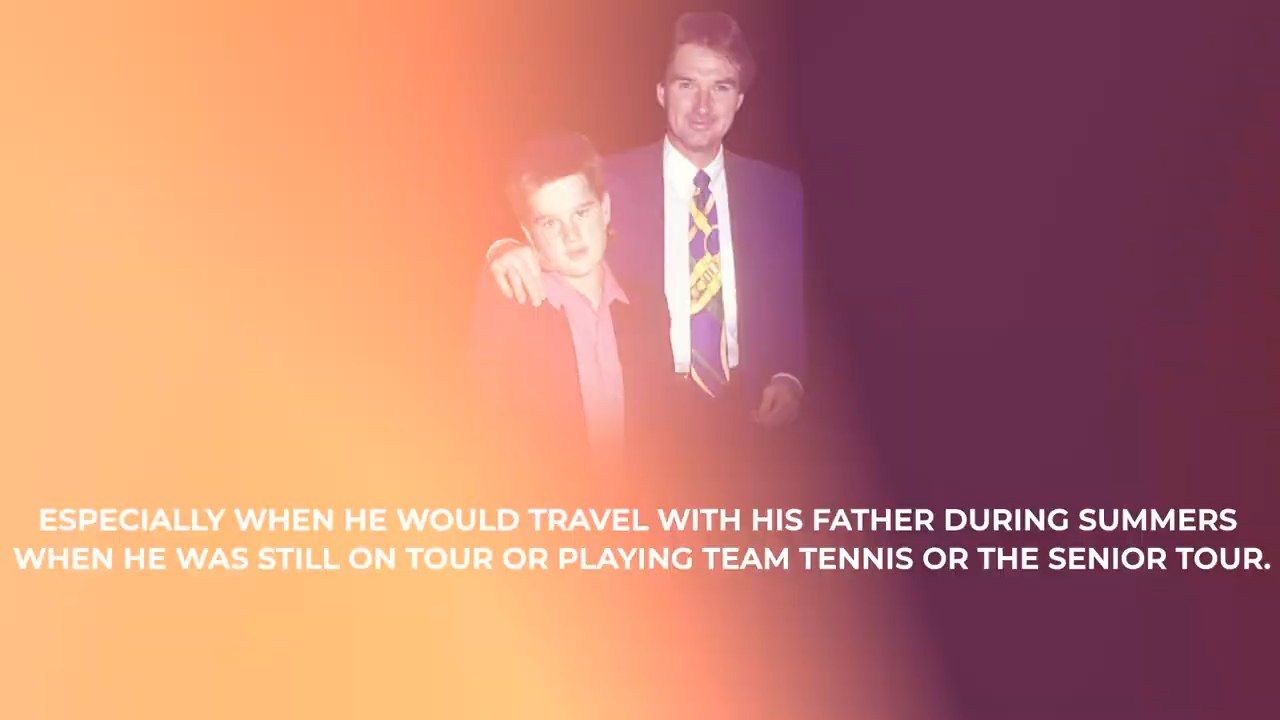 ESPECIALLY WHEN HE WOULD TRAVEL WITH HIS FATHER DURING SUMMERS
WHEN HE WAS STILL ON TOUR OR PLAYING TEAM TENNIS OR THE SENIOR TOUR.